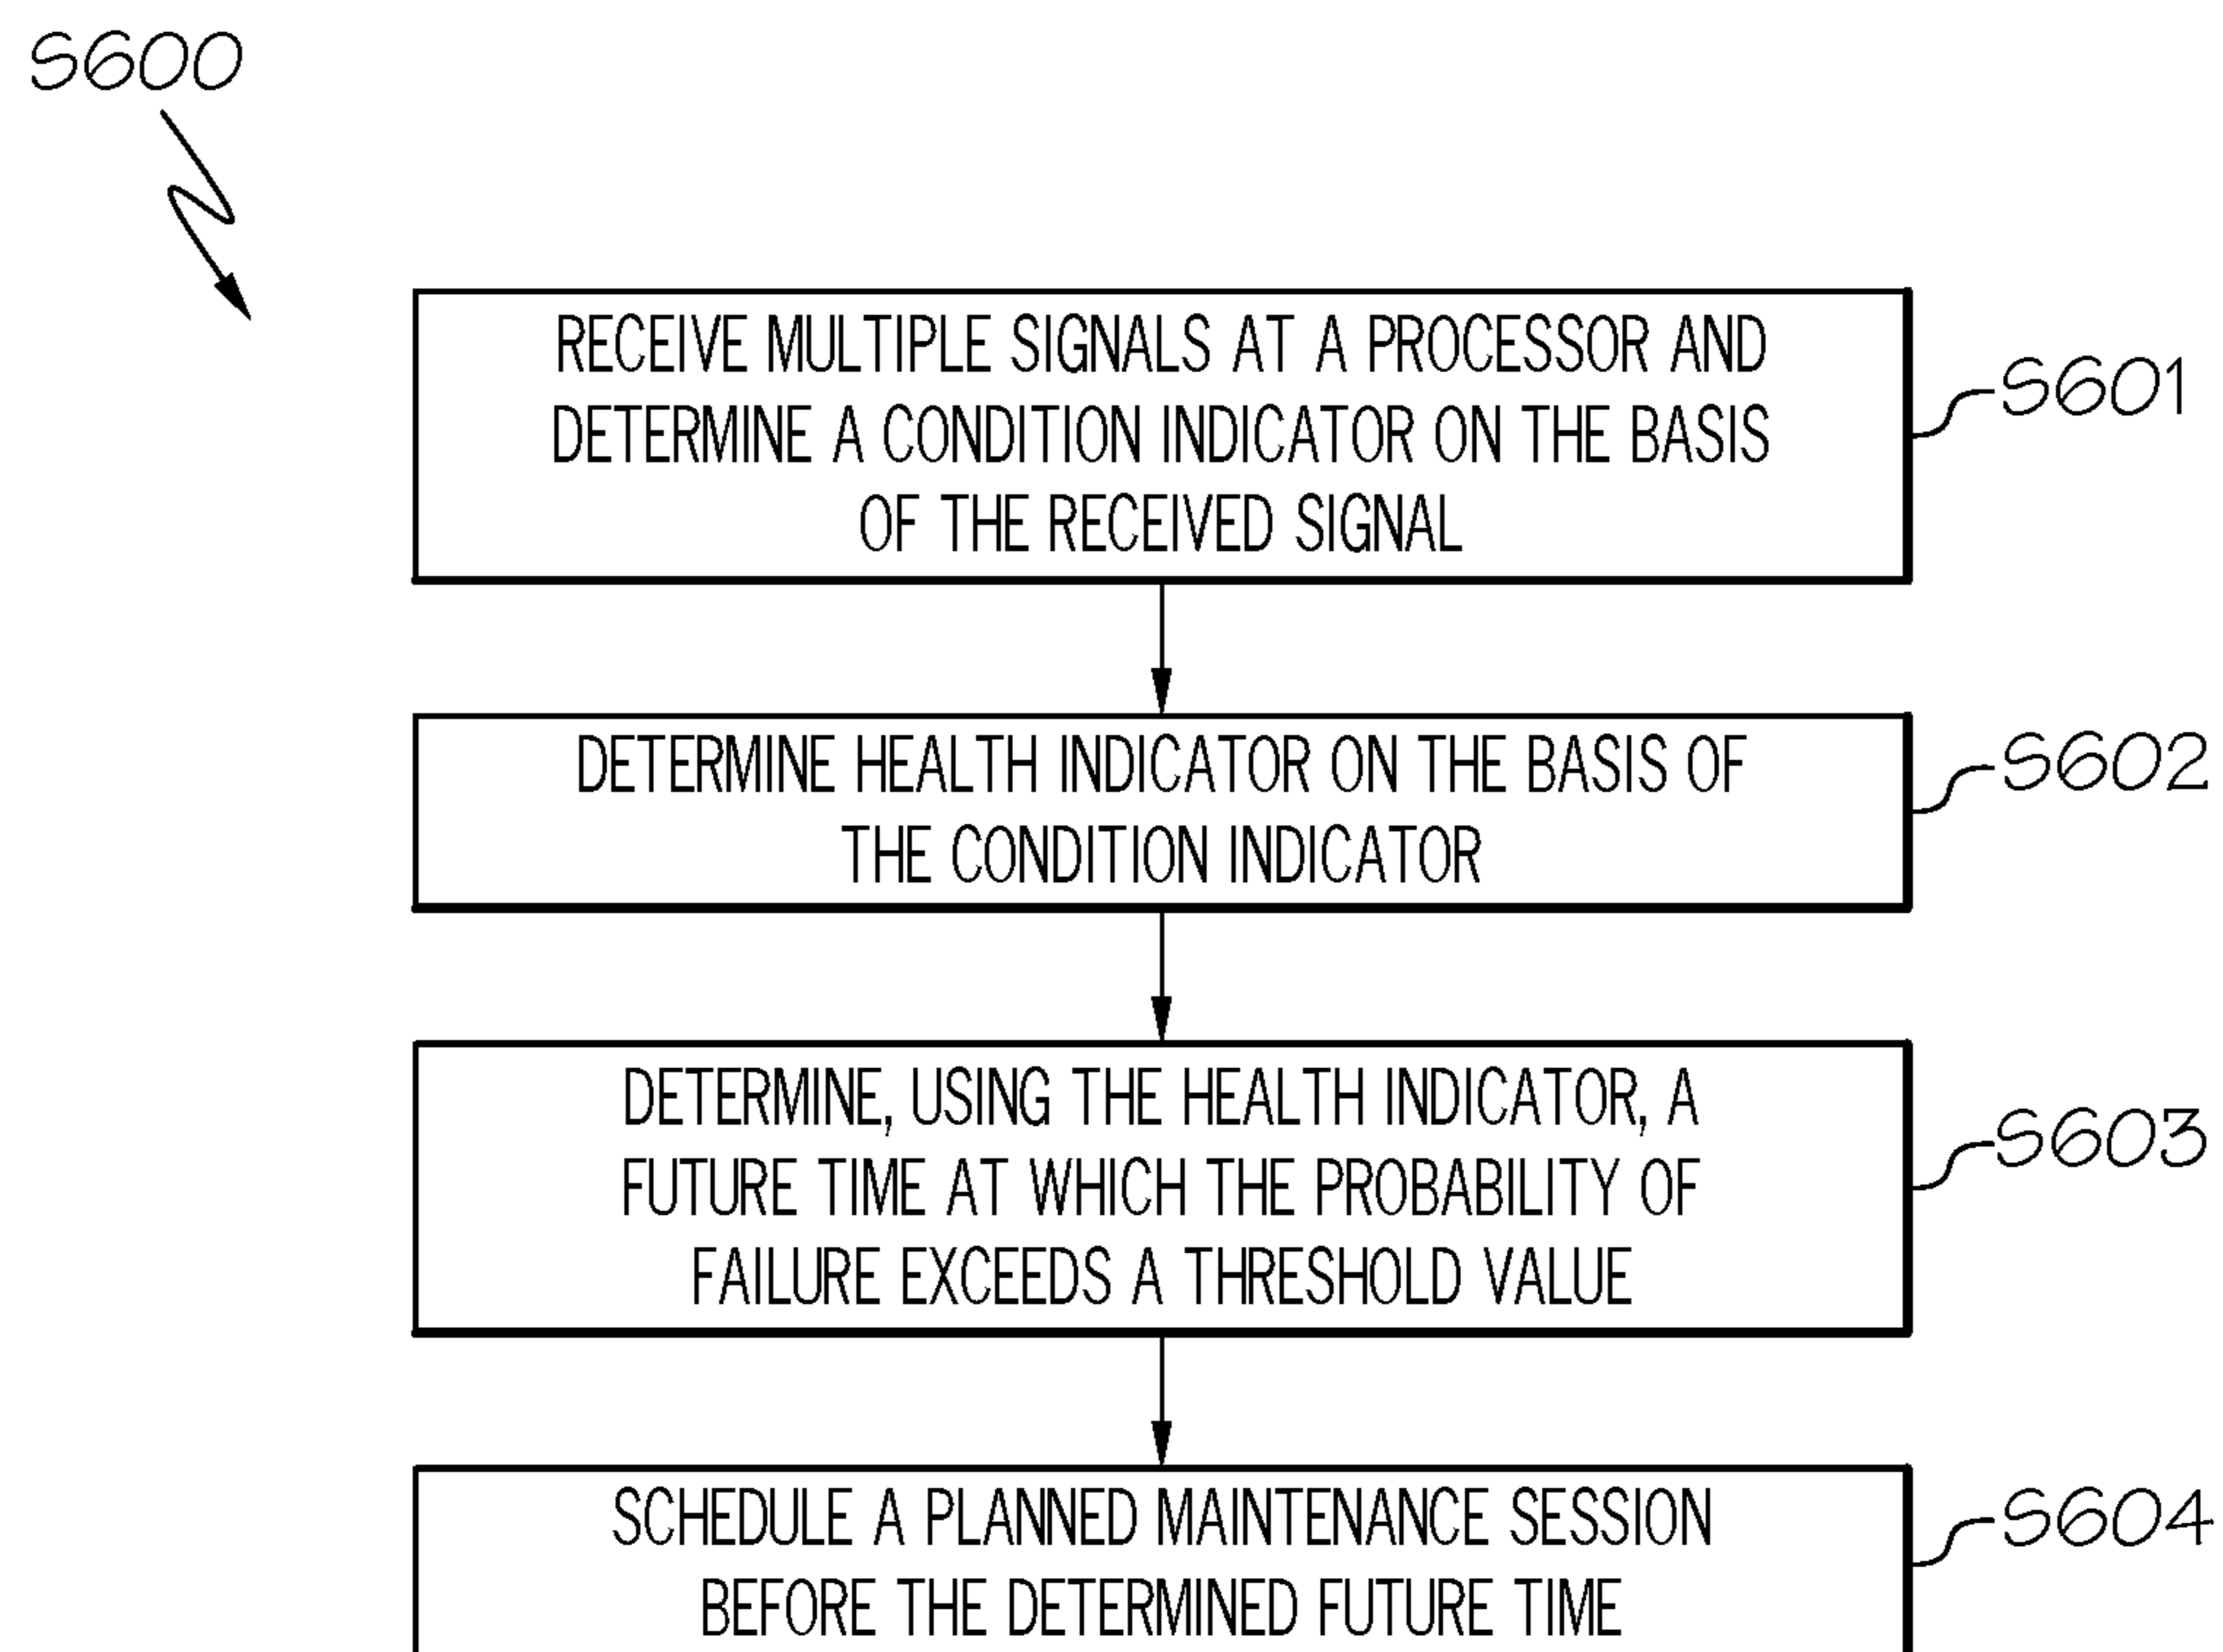 S600
RECEIVE MULTIPLE SIGNALS AT A PROCESSOR AND
DETERMINE A CONDITION INDICATOR ON THE BASIS
OF THE RECEIVED SIGNAL
S601
DETERMINE HEALTH INDICATOR ON THE BASIS OF
THE CONDITION INDICATOR
S602
DETERMINE, USING THE HEALTH INDICATOR, A
FUTURE TIME AT WHICH THE PROBABILITY OF
FAILURE EXCEEDS A THRESHOLD VALUE
S603
SCHEDULE A PLANNED MAINTENANCE SESSION
BEFORE THE DETERMINED FUTURE TIME
S604